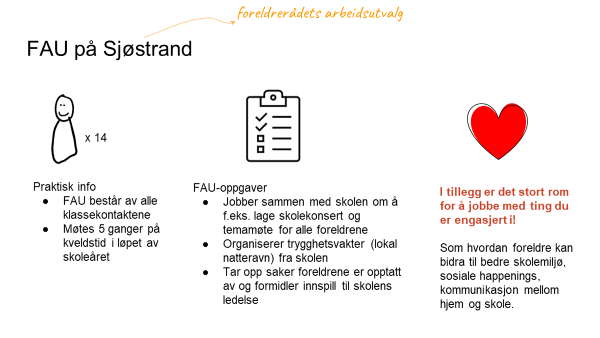 foreldrerådets arbeidsutvalg
FAU på Sjøstrand
x 14
Praktisk info
● FAU består av alle
klassekontaktene
● Møtes 5 ganger på
kveldstid i løpet av
skoleåret
FAU-oppgaver
● Jobber sammen med skolen om å
f.eks. lage skolekonsert og
temamøte for alle foreldrene
● Organiserer trygghetsvakter (lokal
natteravn) fra skolen
● Tar opp saker foreldrene er opptatt
av og formidler innspill til skolens
ledelse
I tillegg er det stort rom
for å jobbe med ting du
er engasjert i!
Som hvordan foreldre kan
bidra til bedre skolemiljø,
sosiale happenings,
kommunikasjon mellom
hjem og skole.